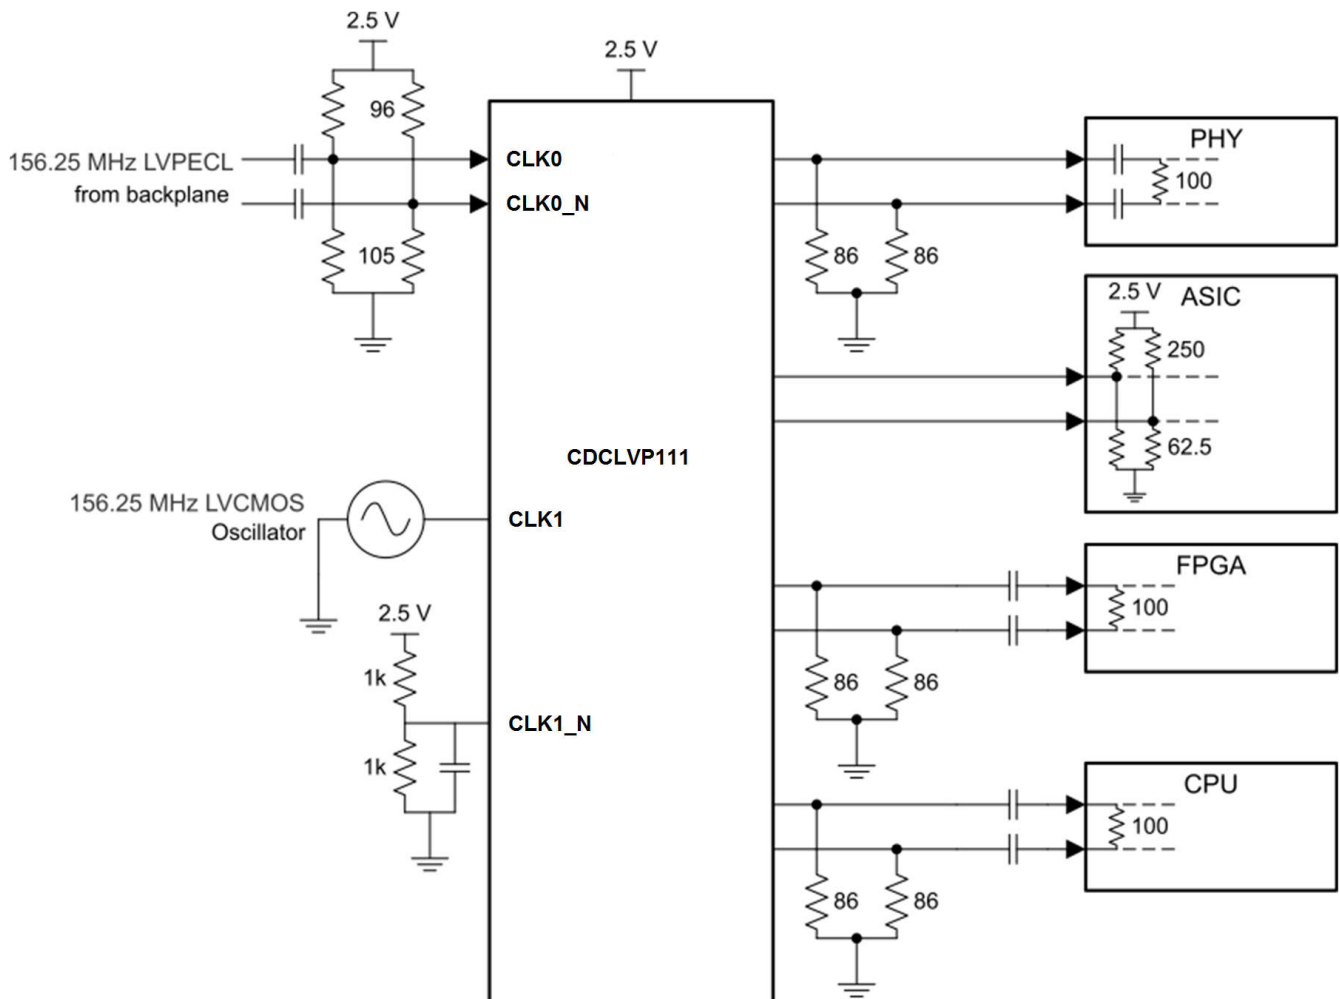 2.5 V
2.5 V
96
PHY
156.25 MHz LVPECL
from backplane
CLK0
100
CLK0_N
105
86
86
2.5 V
ASIC
250
62.5
CDCLVP111
156.25 MHz LVCMOS
Oscillator
CLK1
FPGA
100
2.5 V
1k
86
86
CLK1_N
1k
CPU
100
86
86